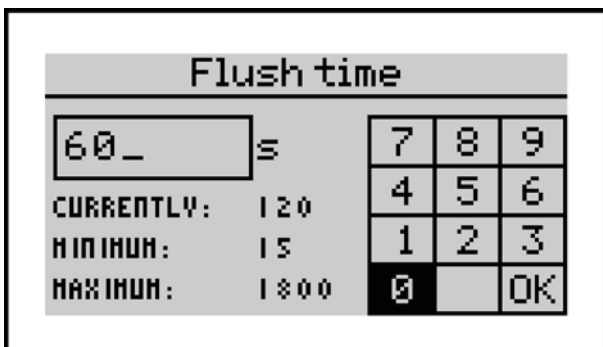 Flush time
60_ s
CURRENTLY: 120
MINIMUM: 15
MAXIMUM: 1800
7 8 9
4 5 6
1 2 3
0 OK